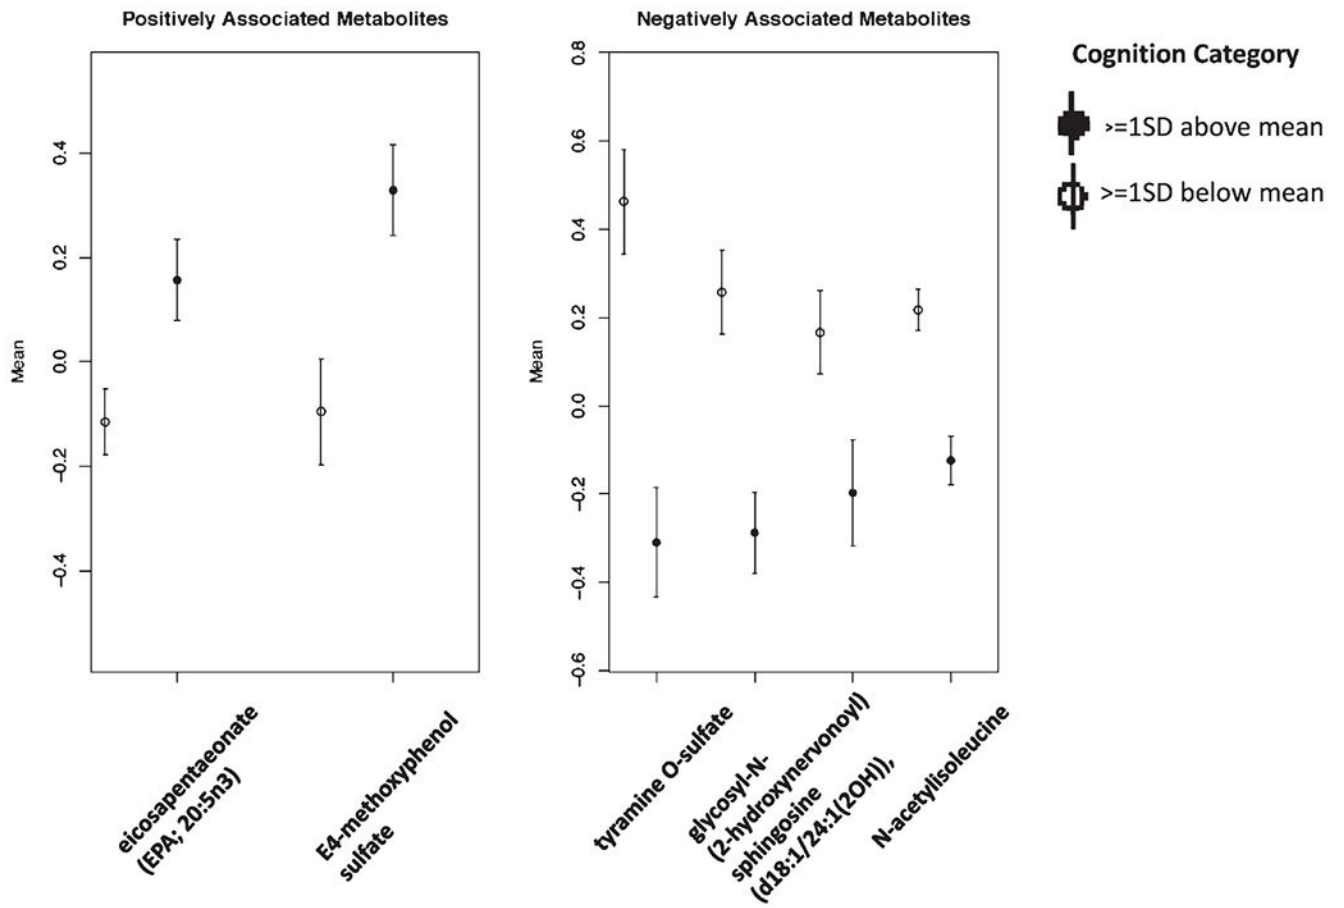 Positively Associated Metabolites
Negatively Associated Metabolites
Cognition Category
>=1SD above mean
>=1SD below mean
Mean
0.4
0.2
0.0
−0.2
−0.4
eicosapentaeonate
(EPA; 20:5n3)
E4-methoxyphenol
sulfate
Mean
0.8
0.6
0.4
0.2
0.0
−0.2
−0.4
−0.6
tyramine O-sulfate
glycosyl-N-
(2-hydroxynervonoyl)
sphingosine
(d18:1/24:1(2OH)),
N-acetylisoleucine